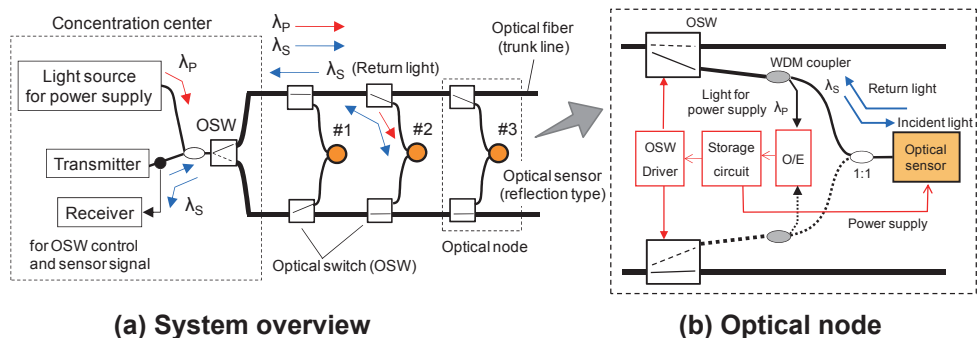 Concentration center
Light source
for power supply
λP
OSW
Transmitter
Receiver
λS
for OSW control
and sensor signal
λP
λS
λS (Return light)
Optical fiber
(trunk line)
#1
#2
#3
Optical sensor
(reflection type)
Optical node
Optical switch (OSW)
(a) System overview
OSW
WDM coupler
Light for
power supply
λP
λS
Return light
Incident light
OSW
Driver
Storage
circuit
O/E
1:1
Optical
sensor
Power supply
(b) Optical node